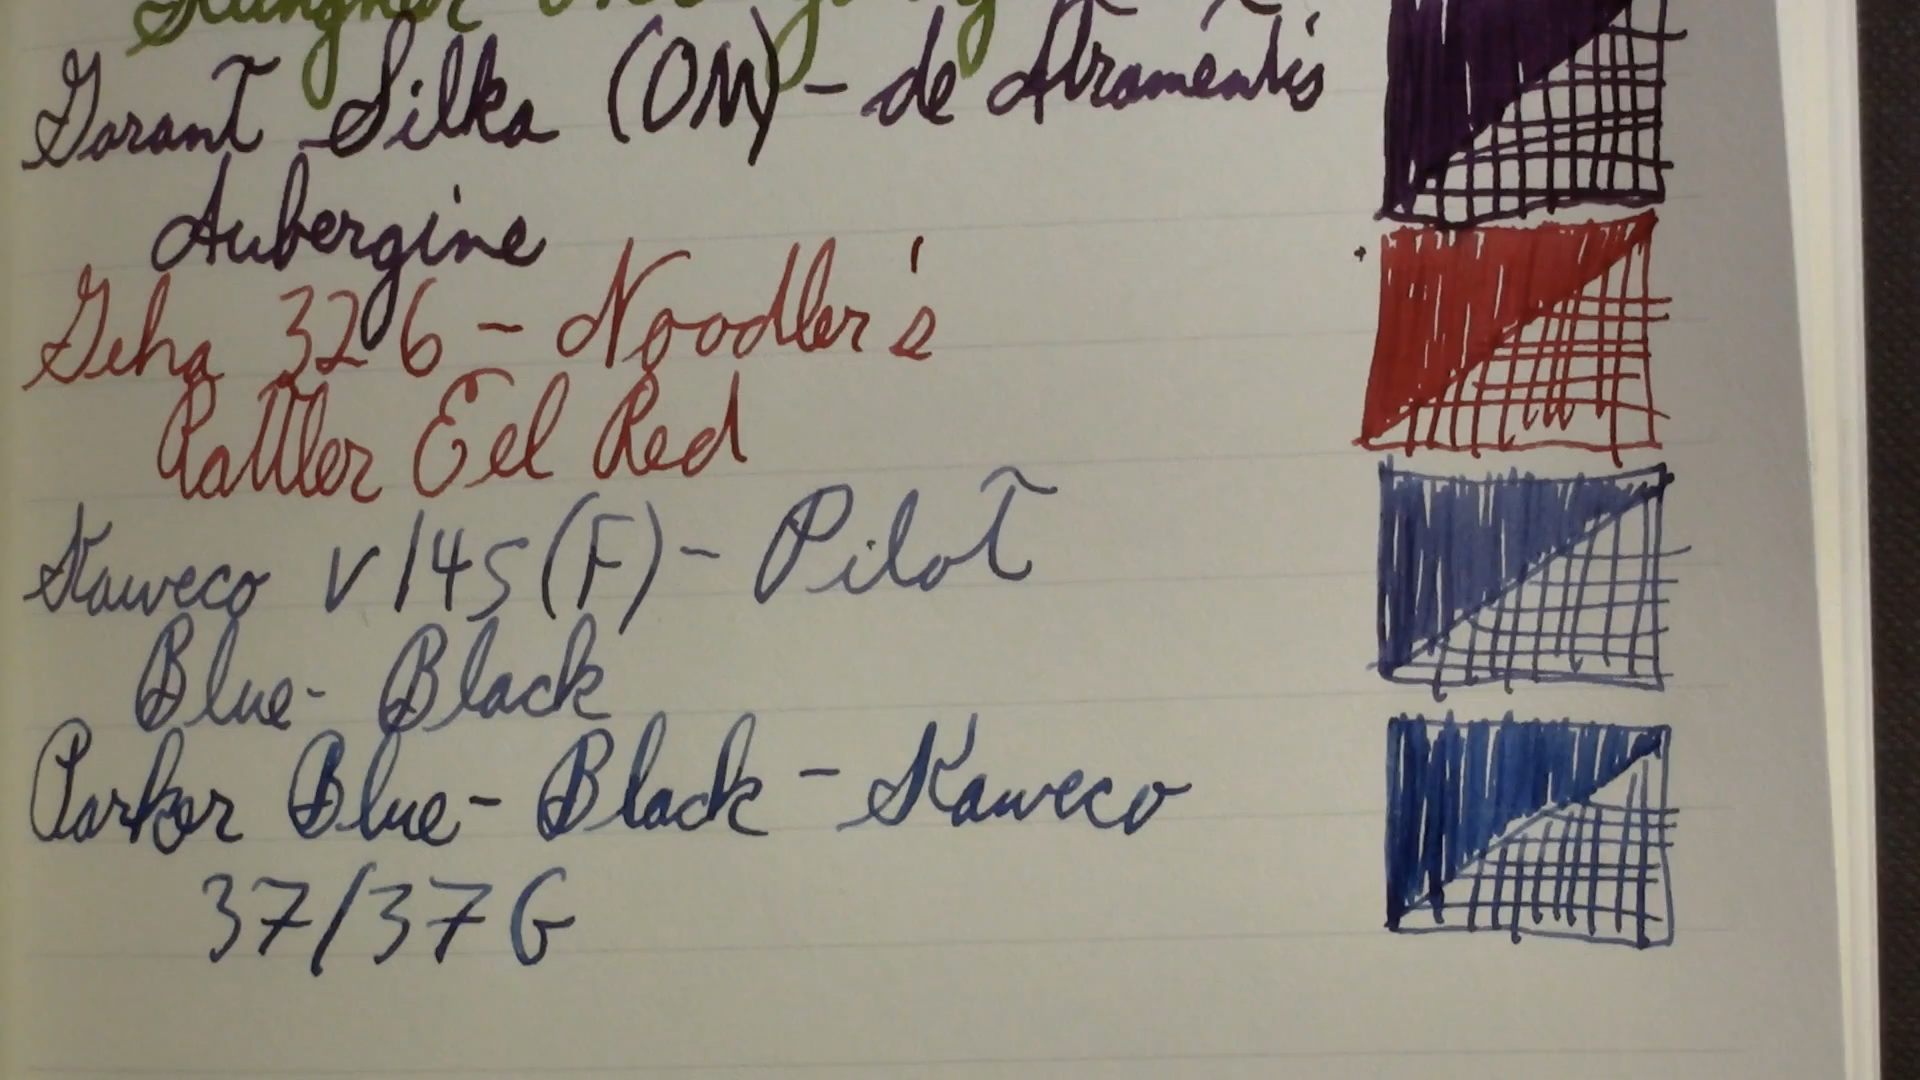 Garant Silka (OM) - de Atramentis
Aubergine
Geha 326 - Noodler's
Rattler Eel Red
Kaweco V14S (F) - Pilot
Blue-Black
Parker Blue-Black - Kaweco
37/37G